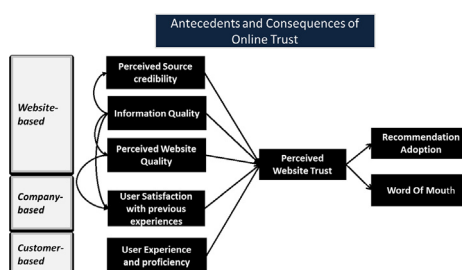 Antecedents and Consequences of
Online Trust
Website-
based
Company-
based
Customer-
based
Perceived Source
credibility
Information Quality
Perceived Website
Quality
User Satisfaction
with previous
experiences
User Experience
and proficiency
Perceived
Website Trust
Recommendation
Adoption
Word Of Mouth